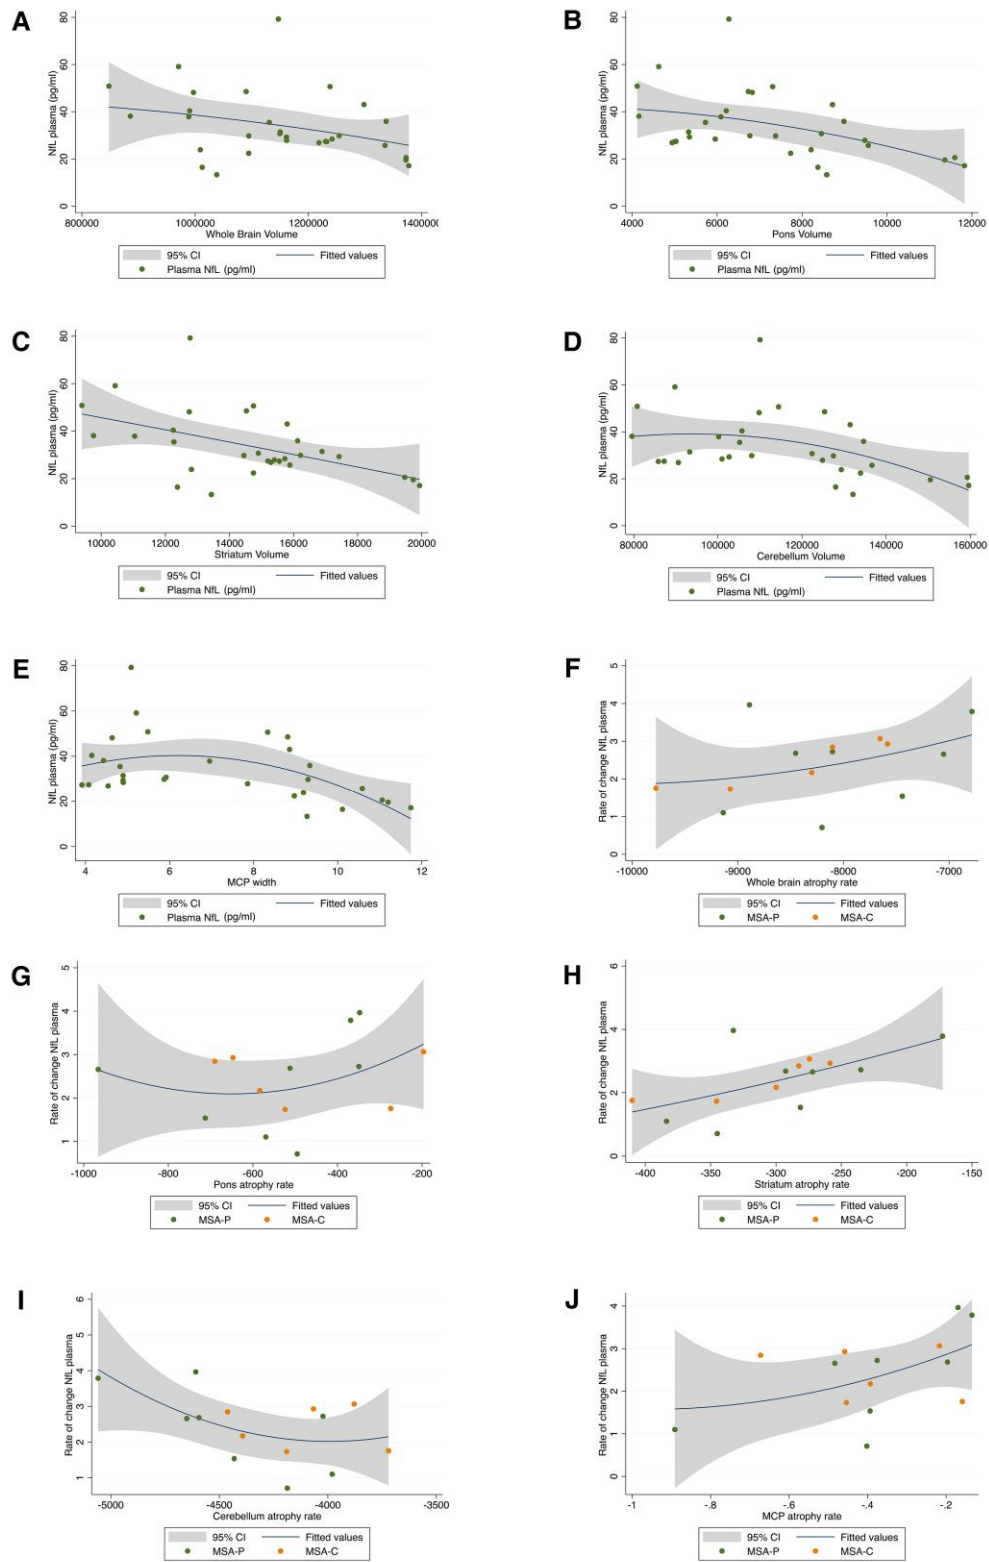 A
NfL plasma (pg/ml)
80
60
40
20
0
800000 1000000 1200000 1400000
Whole Brain Volume
95% CI Fitted values
Plasma NfL (pg/ml)
B
NfL plasma (pg/ml)
80
60
40
20
0
4000 6000 8000 10000 12000
Pons Volume
95% CI Fitted values
Plasma NfL (pg/ml)
C
NfL plasma (pg/ml)
80
60
40
20
0
10000 12000 14000 16000 18000 20000
Striatum Volume
95% CI Fitted values
Plasma NfL (pg/ml)
D
NfL plasma (pg/ml)
80
60
40
20
0
80000 100000 120000 140000 160000
Cerebellum Volume
95% CI Fitted values
Plasma NfL (pg/ml)
E
NfL plasma (pg/ml)
80
60
40
20
0
4 6 8 10 12
MCP width
95% CI Fitted values
Plasma NfL (pg/ml)
F
Rate of change NfL plasma
5
4
3
2
1
0
-10000 -9000 -8000 -7000
Whole brain atrophy rate
95% CI Fitted values
MSA-P MSA-C
G
Rate of change NfL plasma
5
4
3
2
1
-1000 -800 -600 -400 -200
Pons atrophy rate
95% CI Fitted values
MSA-P MSA-C
H
Rate of change NfL plasma
6
4
2
0
-400 -350 -300 -250 -200 -150
Striatum atrophy rate
95% CI Fitted values
MSA-P MSA-C
I
Rate of change NfL plasma
6
5
4
3
2
1
-5000 -4500 -4000 -3500
Cerebellum atrophy rate
95% CI Fitted values
MSA-P MSA-C
J
Rate of change NfL plasma
4
3
2
1
0
-1 -.8 -.6 -.4 -.2
MCP atrophy rate
95% CI Fitted values
MSA-P MSA-C